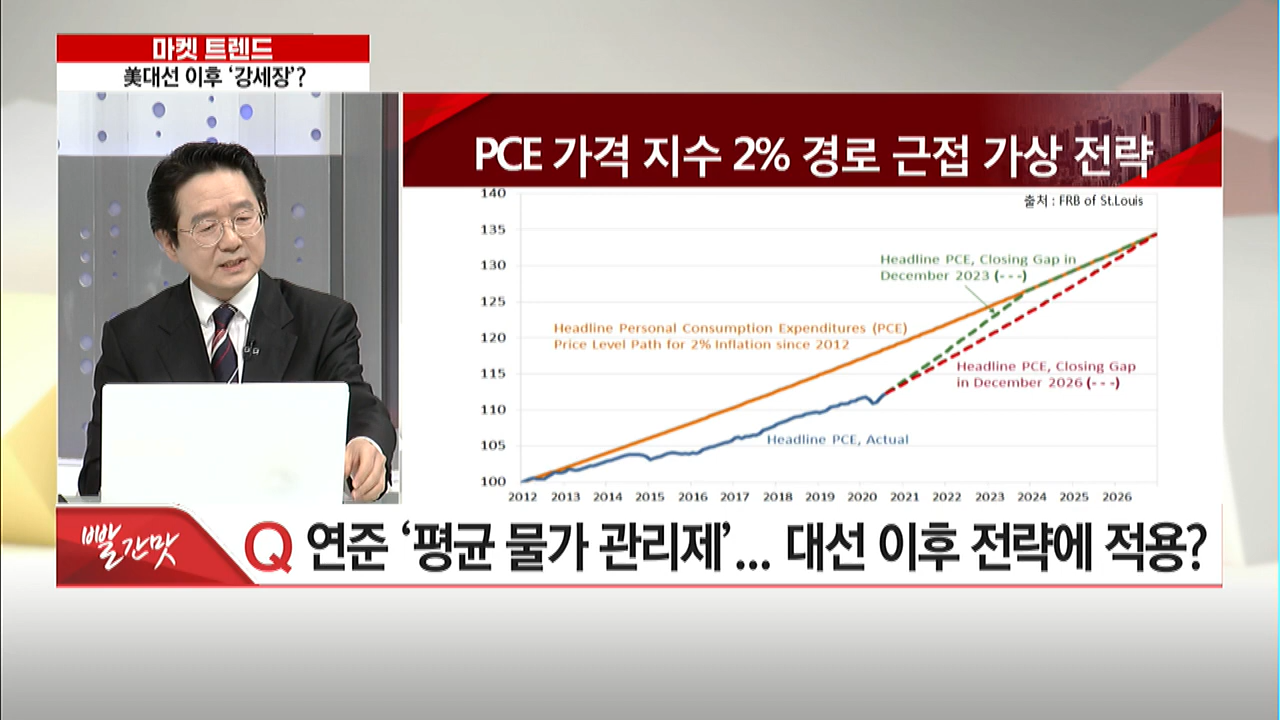 마켓 트렌드
美대선 이후 ‘강세장’?
PCE 가격 지수 2% 경로 근접 가상 전략
출처 : FRB of St.Louis
140
135
130
125
120
115
110
105
100
Headline PCE, Closing Gap in
December 2023 (- - -)
Headline Personal Consumption Expenditures (PCE)
Price Level Path for 2% Inflation since 2012
Headline PCE, Closing Gap
in December 2026 (- - -)
Headline PCE, Actual
2012 2013 2014 2015 2016 2017 2018 2019 2020 2021 2022 2023 2024 2025 2026
빨간맛
Q 연준 ‘평균 물가 관리제’... 대선 이후 전략에 적용?